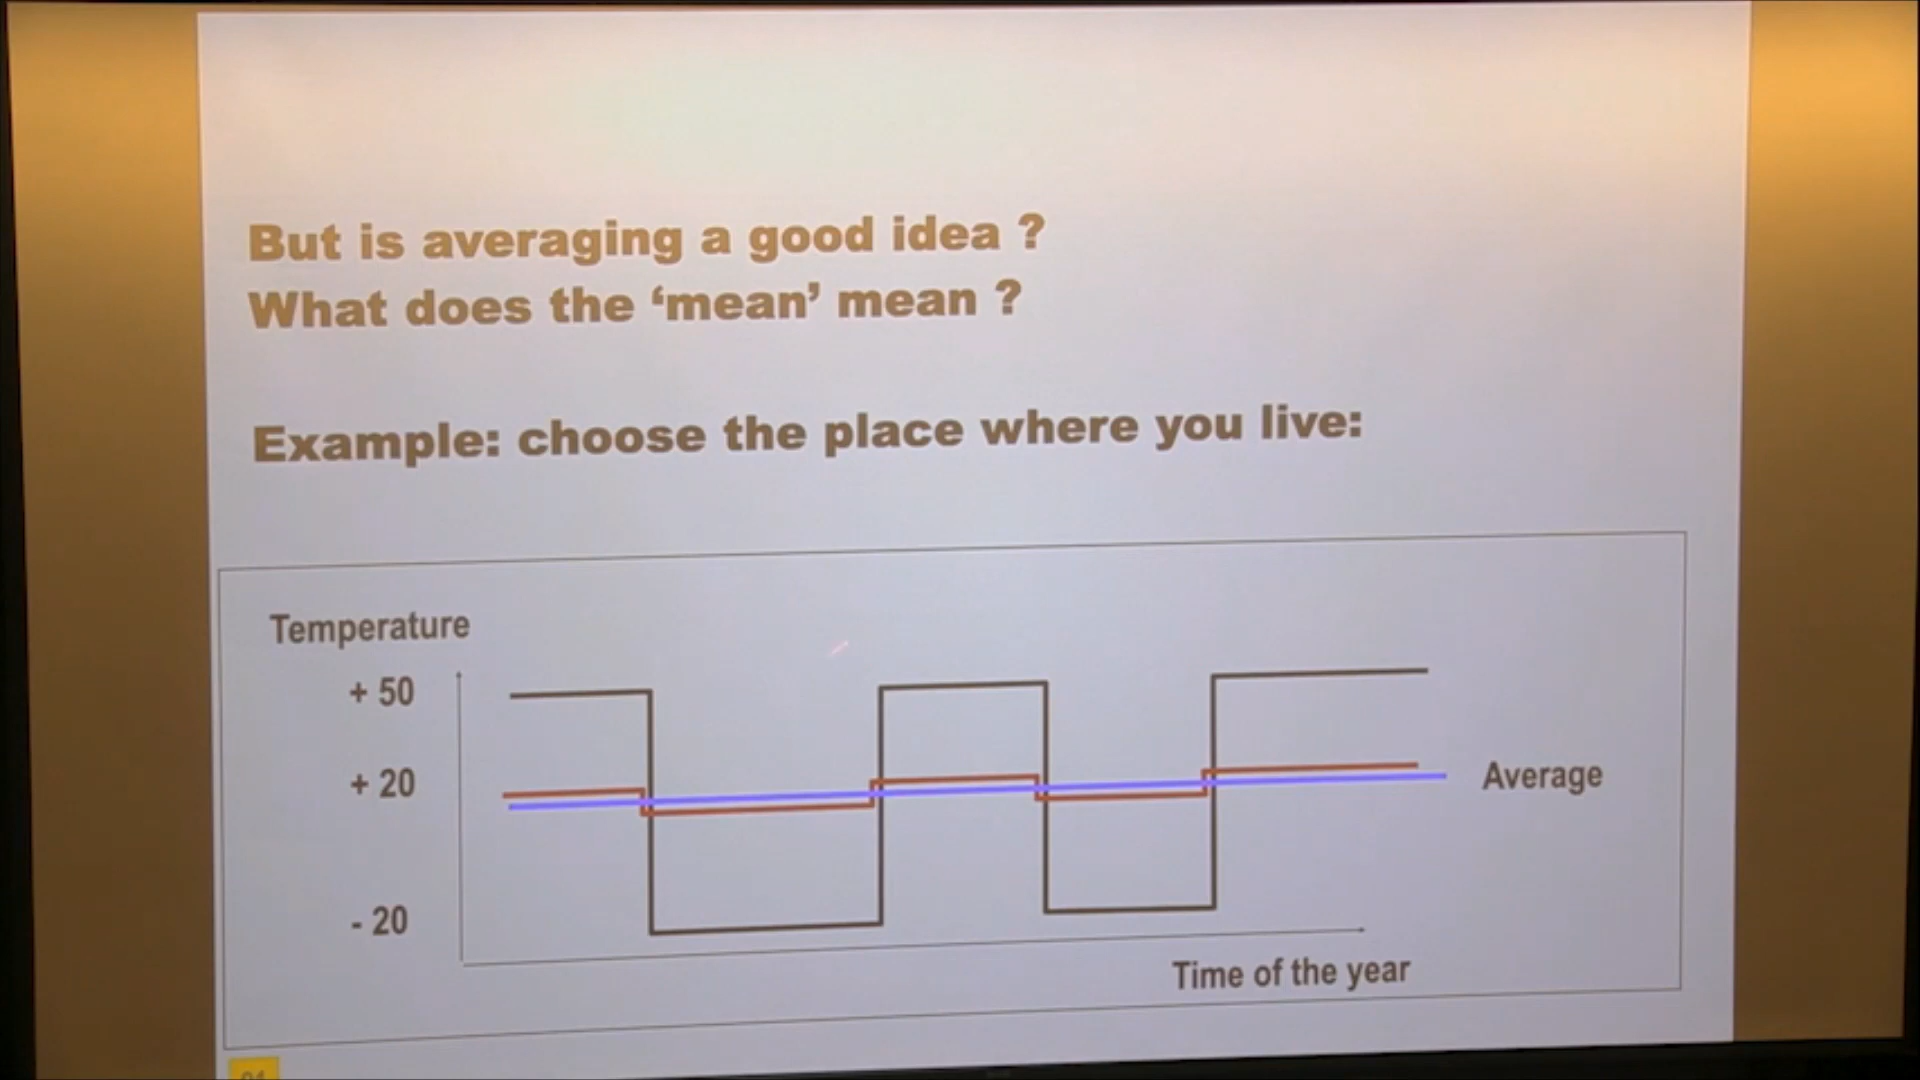 But is averaging a good idea ?
What does the ‘mean’ mean ?
Example: choose the place where you live:
Temperature
+ 50
+ 20
Average
- 20
Time of the year